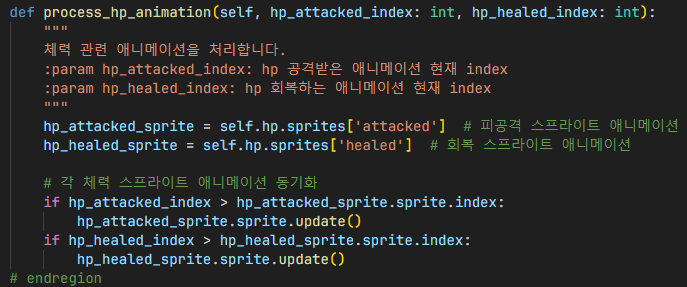 def process_hp_animation(self, hp_attacked_index: int, hp_healed_index: int):
    """
    체력 관련 애니메이션을 처리합니다.
    :param hp_attacked_index: hp 공격받은 애니메이션 현재 index
    :param hp_healed_index: hp 회복하는 애니메이션 현재 index
    """
    hp_attacked_sprite = self.hp.sprites['attacked']  # 피공격 스프라이트 애니메이션
    hp_healed_sprite = self.hp.sprites['healed']  # 회복 스프라이트 애니메이션

    # 각 체력 스프라이트 애니메이션 동기화
    if hp_attacked_index > hp_attacked_sprite.sprite.index:
        hp_attacked_sprite.sprite.update()
    if hp_healed_index > hp_healed_sprite.sprite.index:
        hp_healed_sprite.sprite.update()
# endregion